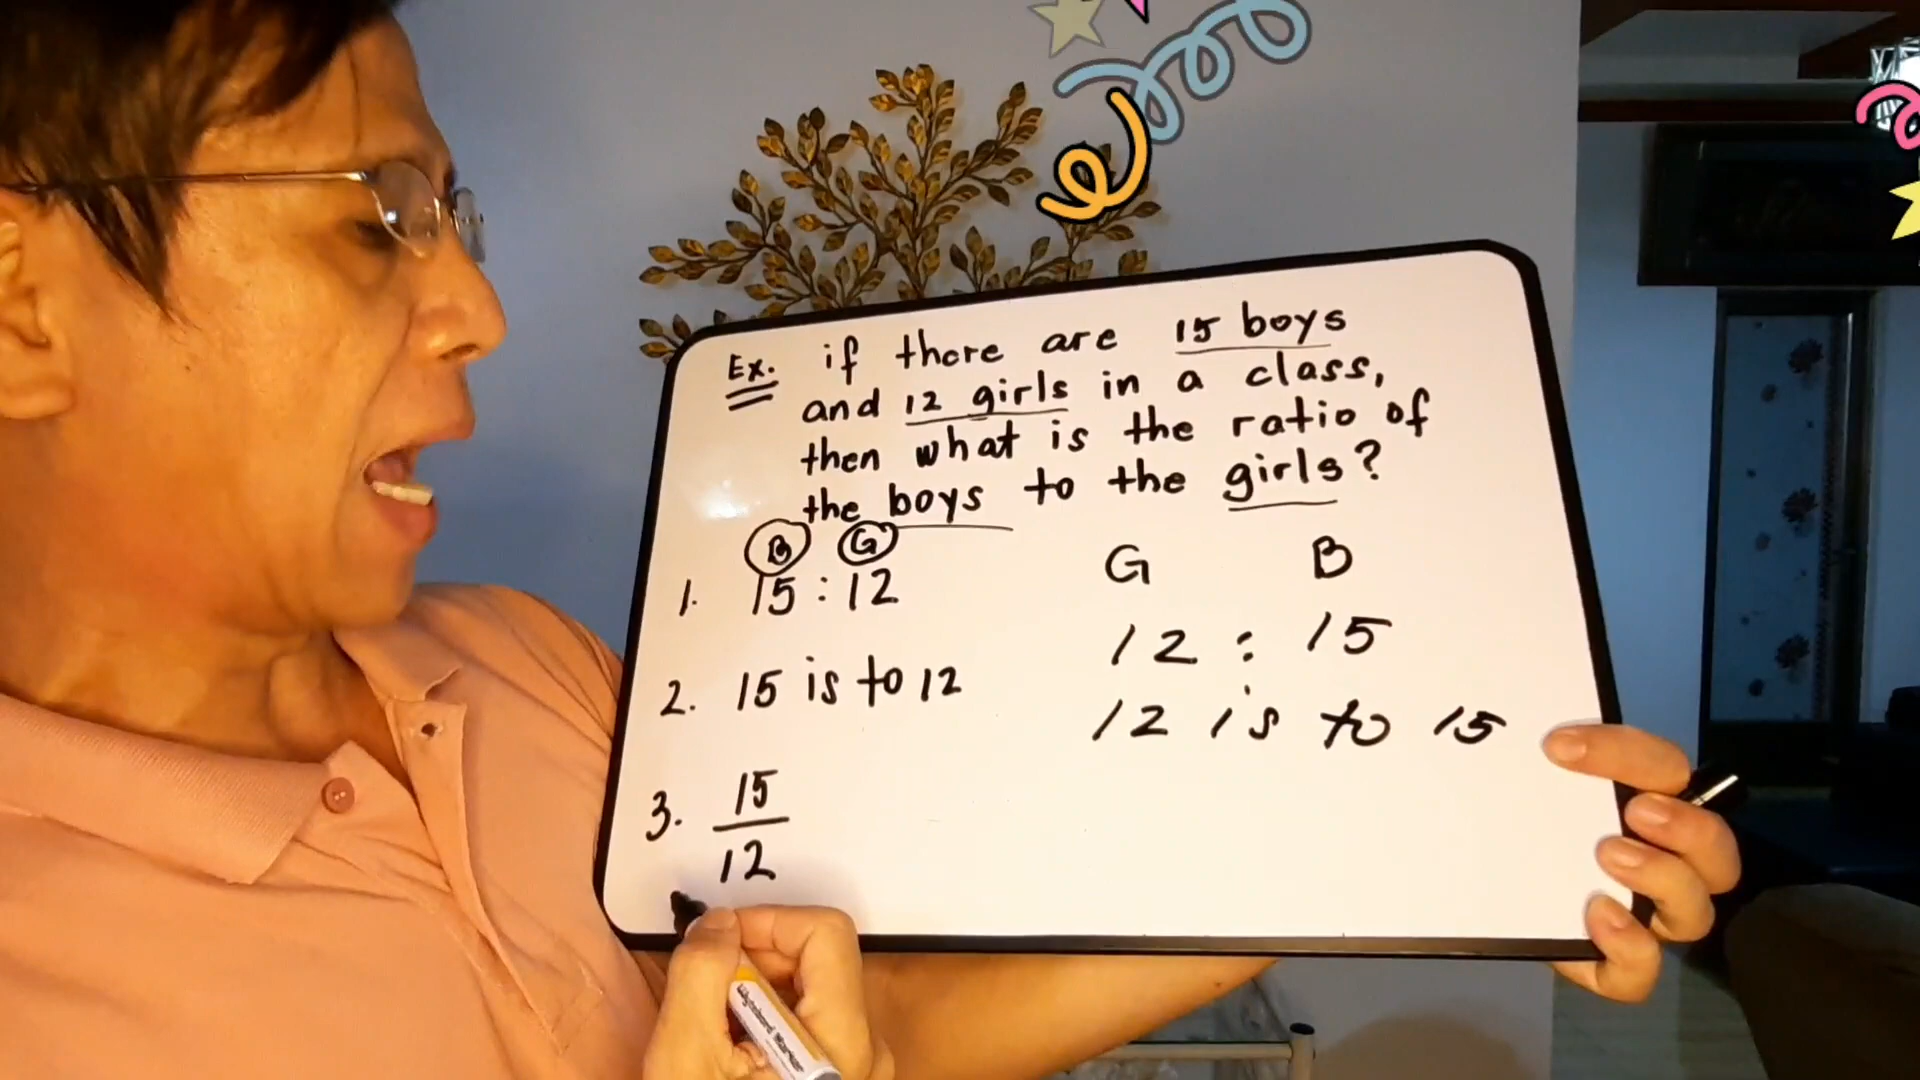 Ex. if there are 15 boys
and 12 girls in a class,
then what is the ratio of
the boys to the girls?
B G
1. 15 : 12
2. 15 is to 12
3. 15
12
G B
12 : 15
12 is to 15
Whiteboard Marker